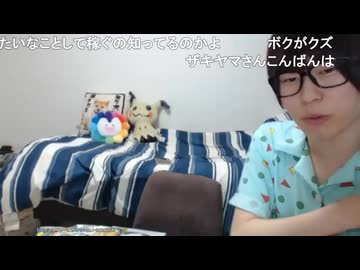 たいなことして稼ぐの知ってるのかよ
ボクがクズ
ザキヤマさんこんばんは